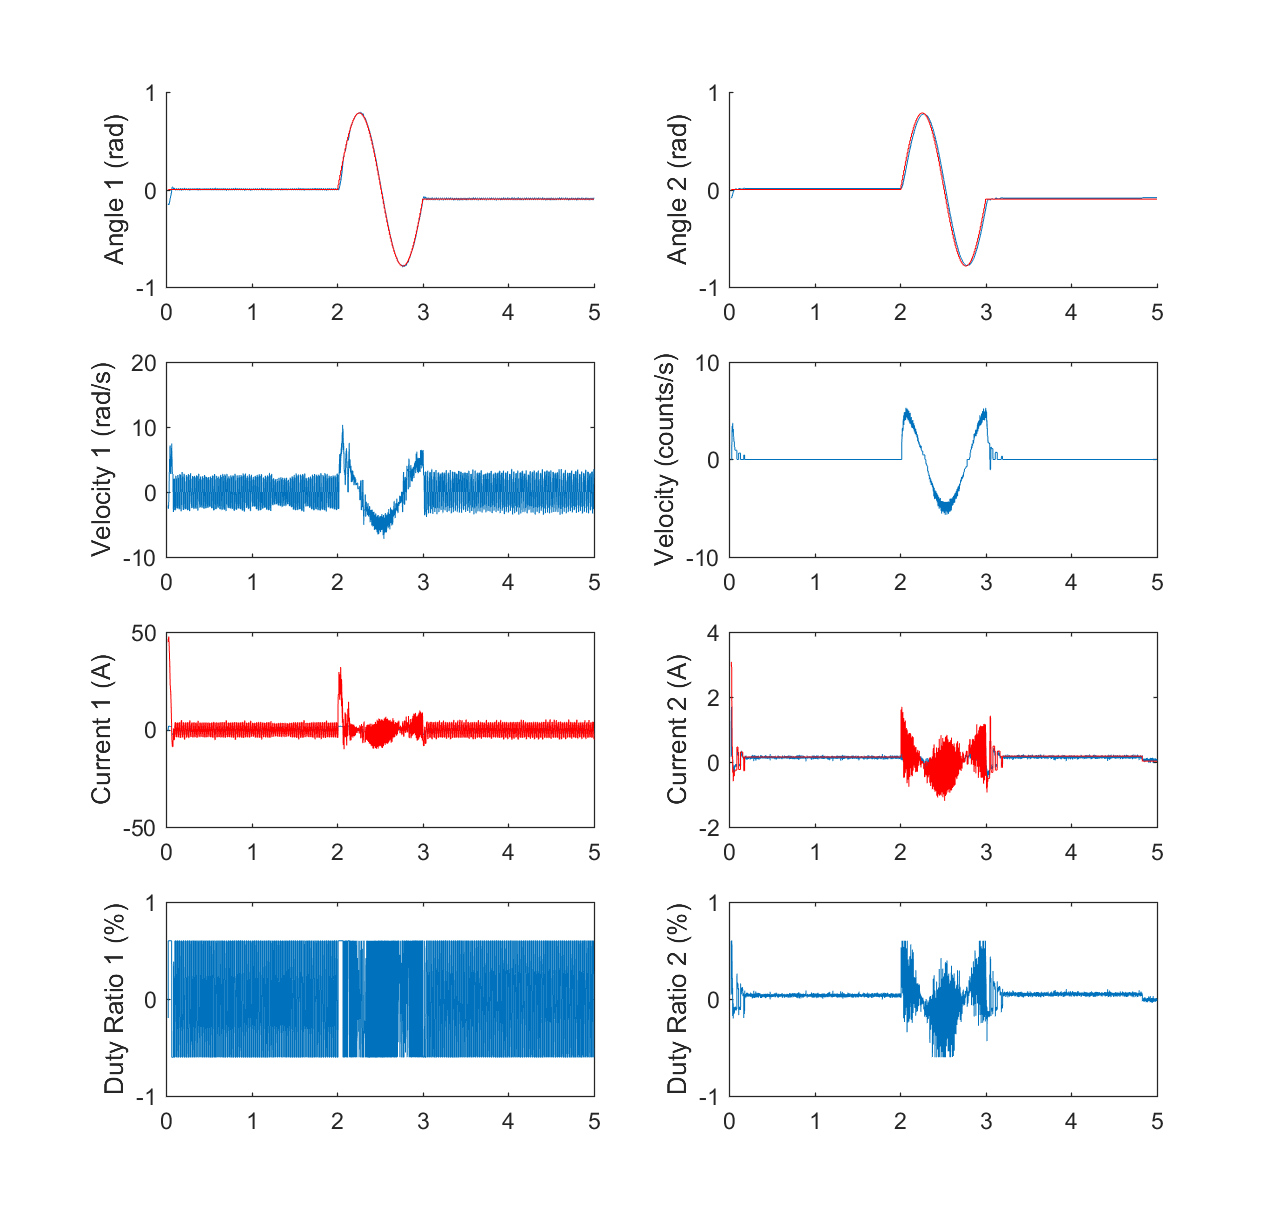 1
0
-1
Angle 1 (rad)
0 1 2 3 4 5
1
0
-1
Angle 2 (rad)
0 1 2 3 4 5
20
10
0
-10
Velocity 1 (rad/s)
0 1 2 3 4 5
10
0
-10
Velocity (counts/s)
0 1 2 3 4 5
50
0
-50
Current 1 (A)
0 1 2 3 4 5
4
2
0
-2
Current 2 (A)
0 1 2 3 4 5
1
0
-1
Duty Ratio 1 (%)
0 1 2 3 4 5
1
0
-1
Duty Ratio 2 (%)
0 1 2 3 4 5